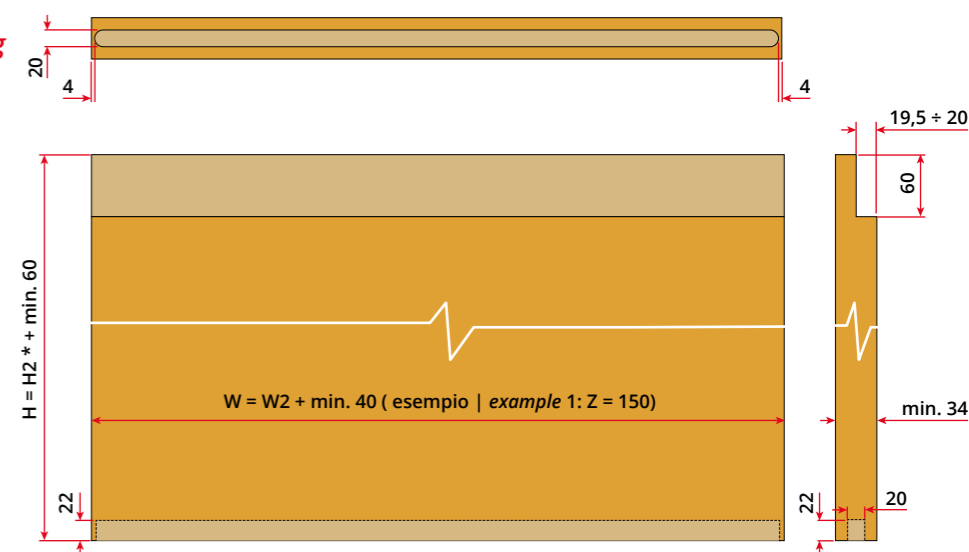 g
20
4
4
19,5 ÷ 20
60
H = H2 * + min. 60
W = W2 + min. 40 ( esempio | example 1: Z = 150)
min. 34
22
22
20